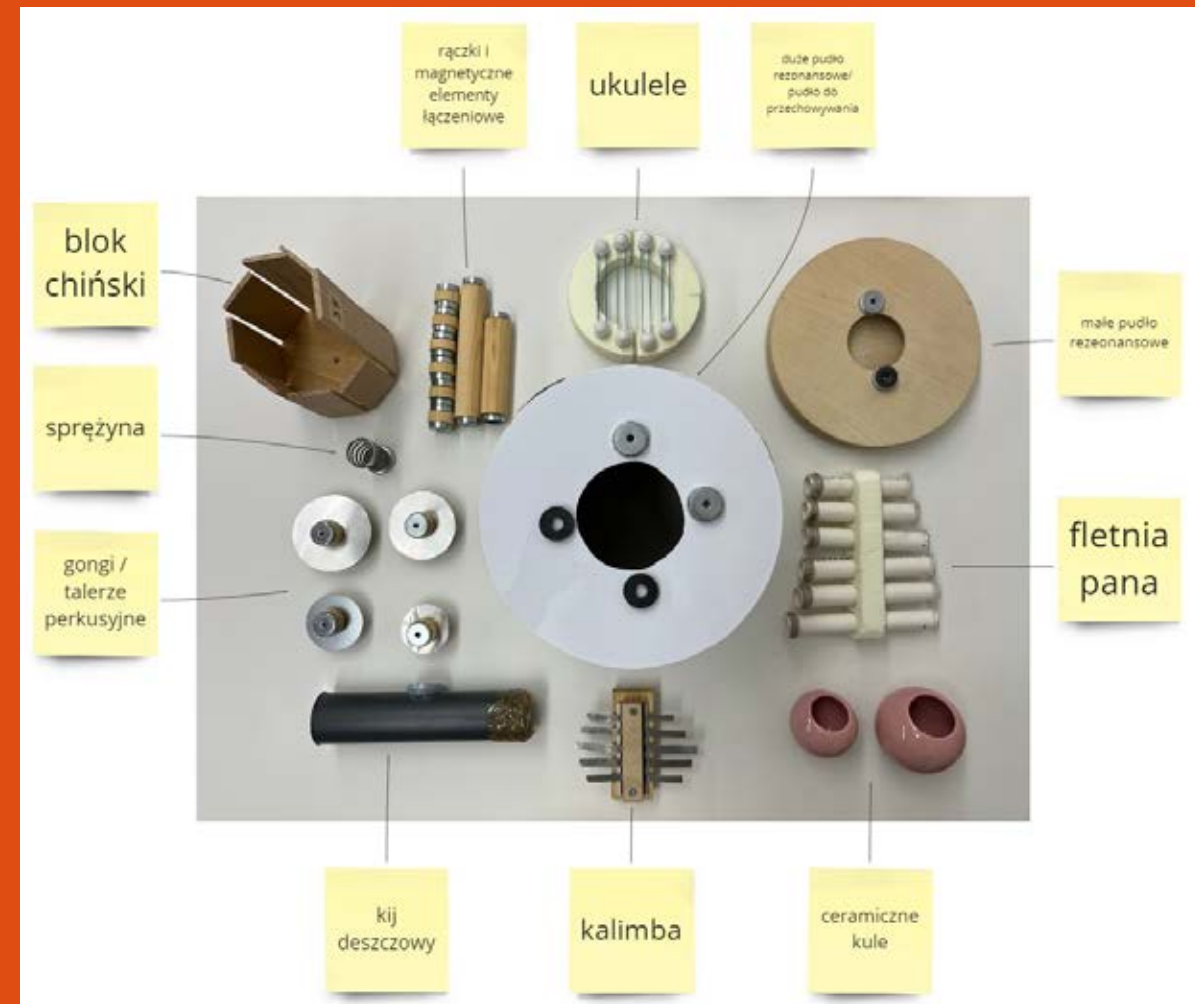 rączki i
magnetyczne
elementy
łączeniowe
ukulele
duże pudło
rezonansowe/
pudło do
przechowywania
blok
chiński
sprężyna
gongi /
talerze
perkusyjne
małe pudło
rezeonansowe
fletnia
pana
kij
deszczowy
kalimba
ceramiczne
kule